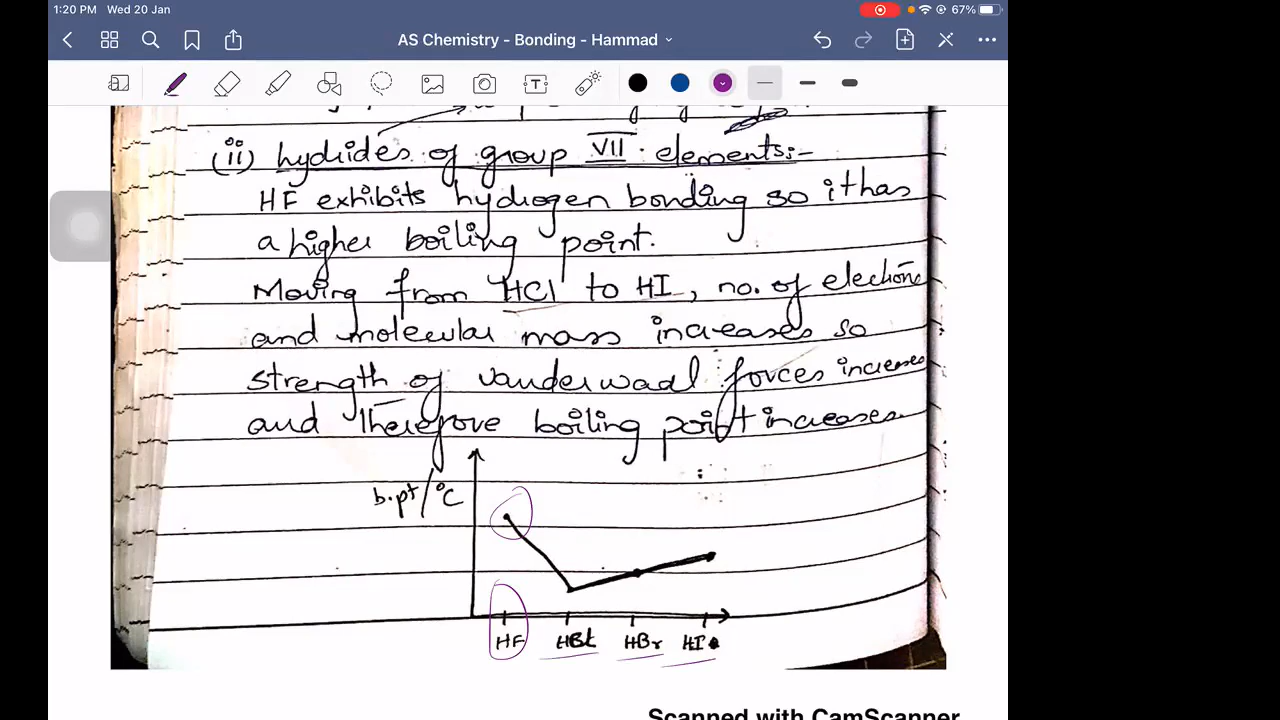 1:20 PM Wed 20 Jan
67%
AS Chemistry - Bonding - Hammad
(ii) hydrides of group VII elements:-
HF exhibits hydrogen bonding so it has
a higher boiling point.
Moving from HCl to HI, no. of electrons
and molecular mass increases so
strength of vanderwaal forces increases
and therefore boiling point increases.
b.pt/°C
HF HCl HBr HI
Scanned with CamScanner